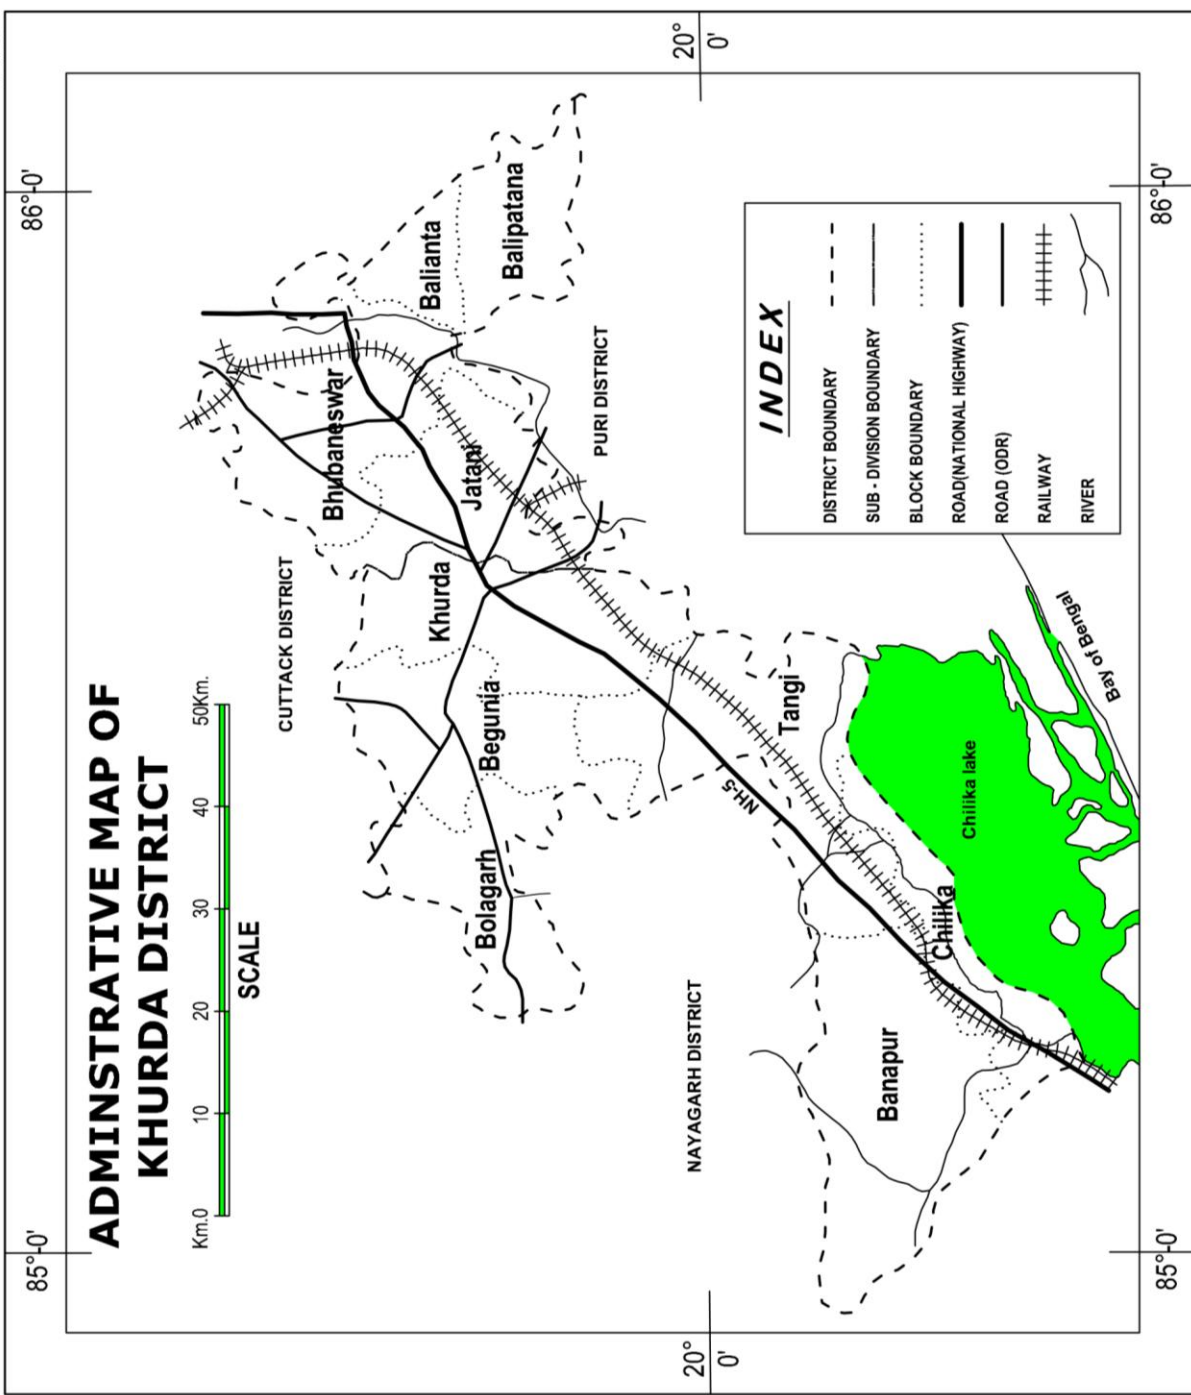 ADMINSTRATIVE MAP OF
KHURDA DISTRICT
Km.0 10 20 30 40 50Km.
SCALE
85°-0'
86°-0'
20°
0'
20°
0'
85°-0'
86°-0'
CUTTACK DISTRICT
Bhubaneswar
Balianta
Balipatana
Khurda
Jatani
Bolagarh
Begunia
PURI DISTRICT
NAYAGARH DISTRICT
NH-5
Tangi
Banapur
Chilika
Chilika lake
Bay of Bengal
INDEX
DISTRICT BOUNDARY
SUB - DIVISION BOUNDARY
BLOCK BOUNDARY
ROAD(NATIONAL HIGHWAY)
ROAD (ODR)
RAILWAY
RIVER